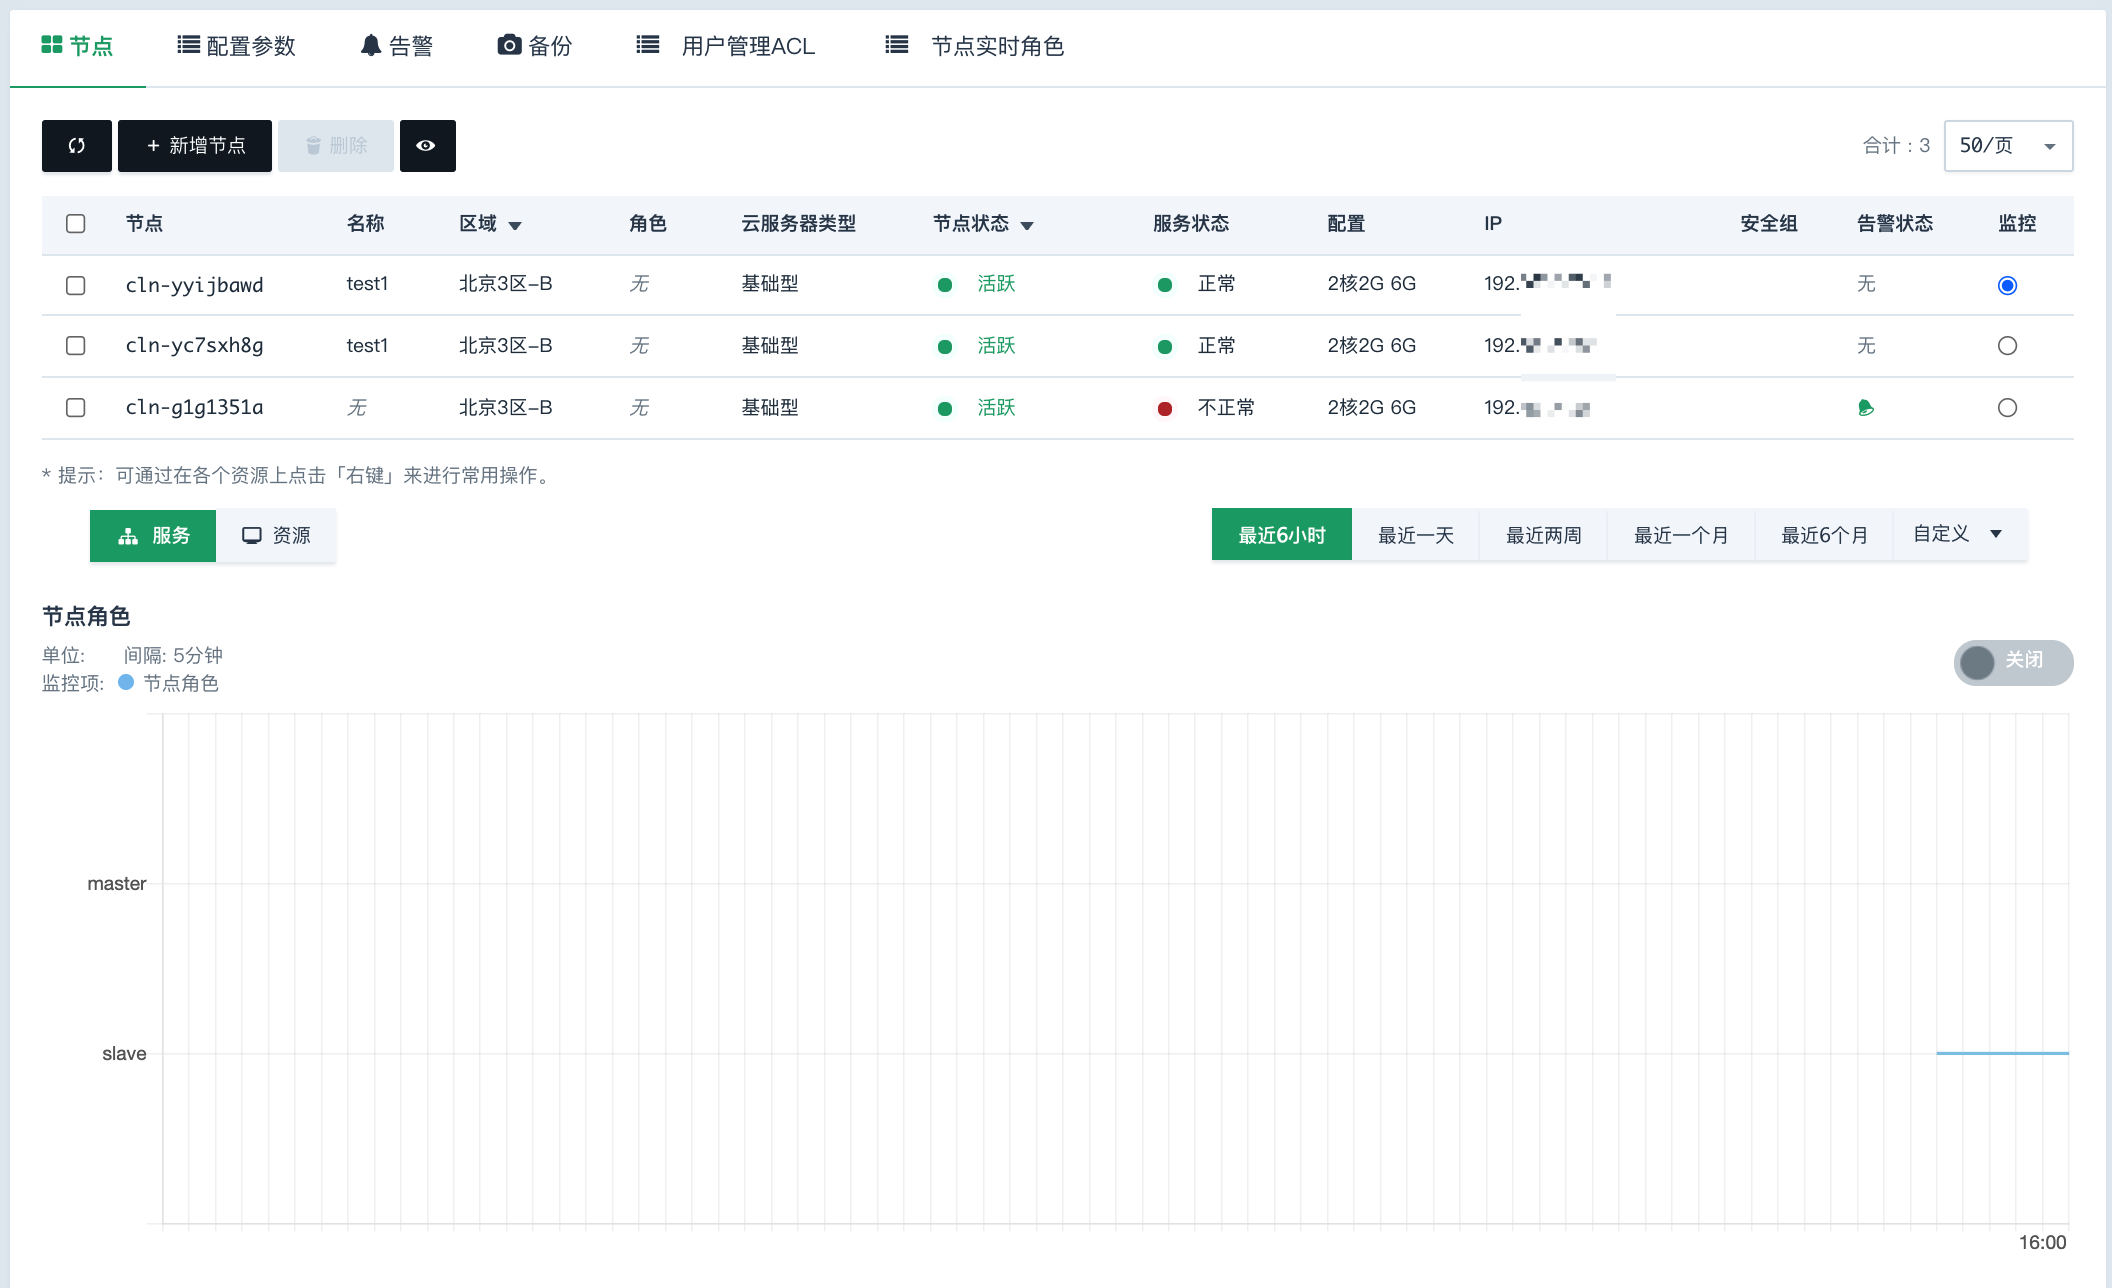 节点 配置参数 告警 备份 用户管理ACL 节点实时角色
+ 新增节点 删除 合计：3 50/页
节点 名称 区域 角色 云服务器类型 节点状态 服务状态 配置 IP 安全组 告警状态 监控
cln-yyijbawd test1 北京3区-B 无 基础型 活跃 正常 2核2G 6G 192. 无
cln-yc7sxh8g test1 北京3区-B 无 基础型 活跃 正常 2核2G 6G 192. 无
cln-g1g1351a 无 北京3区-B 无 基础型 活跃 不正常 2核2G 6G 192.
* 提示：可通过在各个资源上点击「右键」来进行常用操作。
服务 资源 最近6小时 最近一天 最近两周 最近一个月 最近6个月 自定义
节点角色
单位: 间隔: 5分钟
监控项: 节点角色
关闭
master
slave
16:00